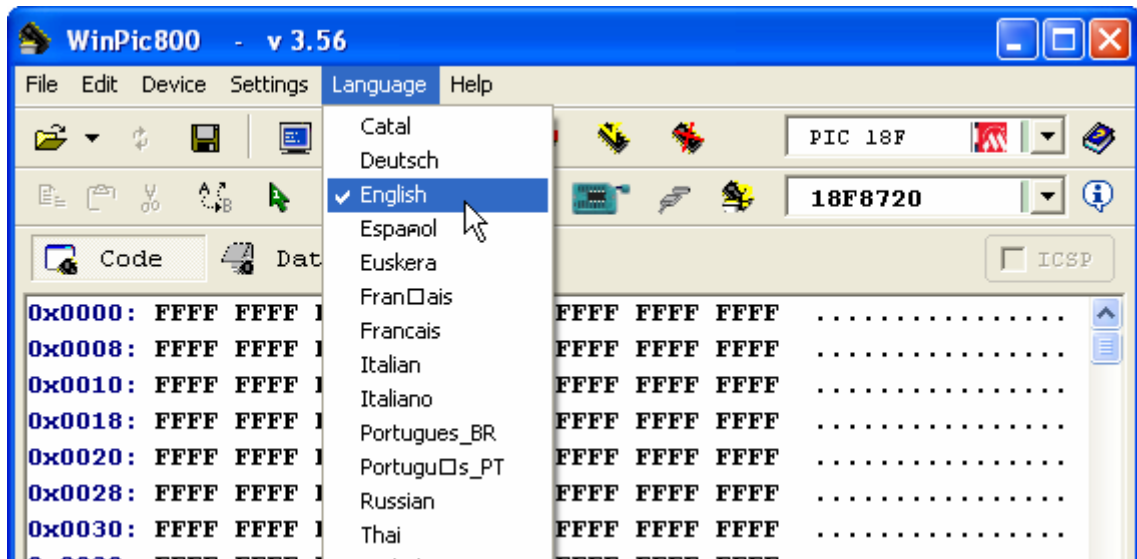 WinPic800 - v 3.56
File Edit Device Settings Language Help
PIC 18F
18F8720
Code Dat
ICSP
Catal
Deutsch
English
Espaпol
Euskera
Fran□ais
Francais
Italian
Italiano
Portugues_BR
Portugu□s_PT
Russian
Thai
0x0000: FFFF FFFF FFFF FFFF FFFF ................
0x0008: FFFF FFFF FFFF FFFF FFFF ................
0x0010: FFFF FFFF FFFF FFFF FFFF ................
0x0018: FFFF FFFF FFFF FFFF FFFF ................
0x0020: FFFF FFFF FFFF FFFF FFFF ................
0x0028: FFFF FFFF FFFF FFFF FFFF ................
0x0030: FFFF FFFF FFFF FFFF FFFF ................